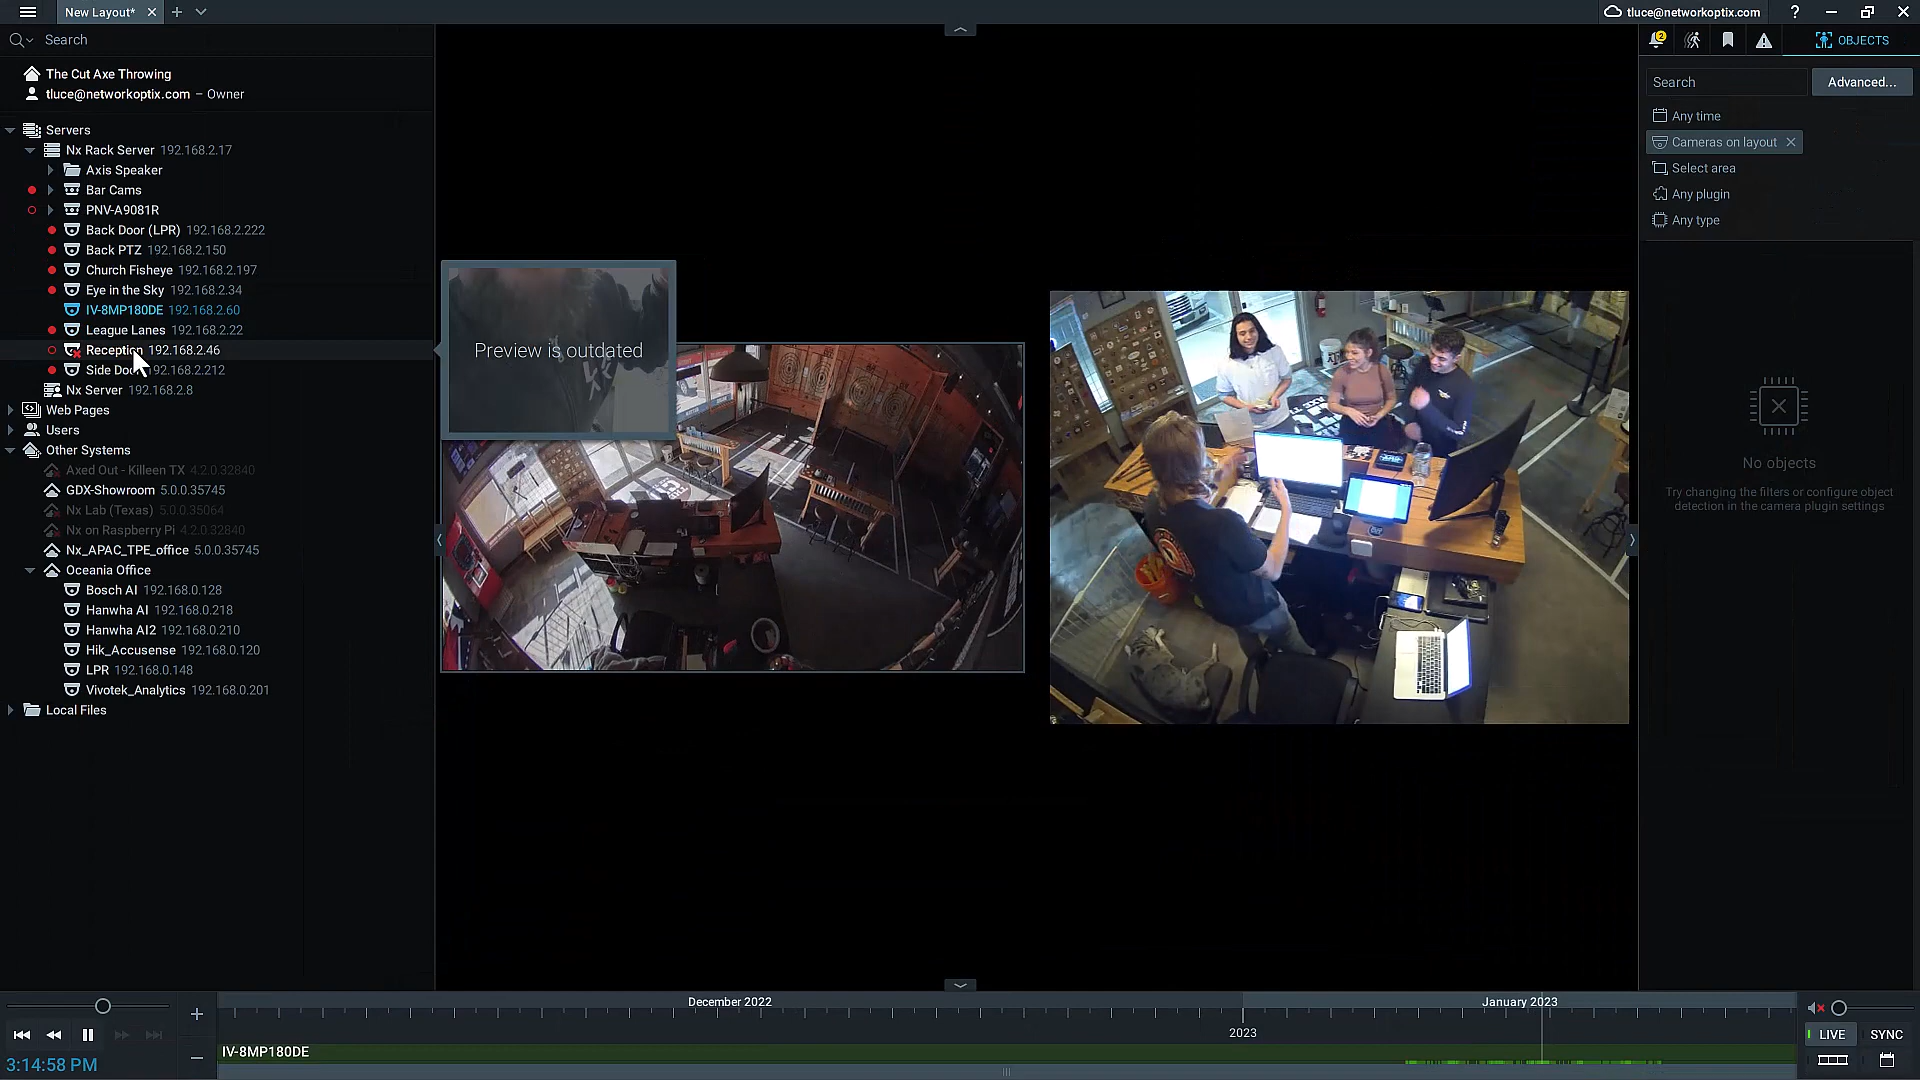 New Layout*
tluce@networkoptix.com
?
Search
The Cut Axe Throwing
tluce@networkoptix.com – Owner
Servers
Nx Rack Server 192.168.2.17
Axis Speaker
Bar Cams
PNV-A9081R
Back Door (LPR) 192.168.2.222
Back PTZ 192.168.2.150
Church Fisheye 192.168.2.197
Eye in the Sky 192.168.2.34
IV-8MP180DE 192.168.2.60
League Lanes 192.168.2.22
Reception 192.168.2.46
Side 192.168.2.212
Nx Server 192.168.2.8
Web Pages
Users
Other Systems
Axed Out - Killeen TX 4.2.0.32840
GDX-Showroom 5.0.0.35745
Nx Lab (Texas) 5.0.0.35064
Nx on Raspberry Pi 4.2.0.32840
Nx_APAC_TPE_office 5.0.0.35745
Oceania Office
Bosch AI 192.168.0.128
Hanwha AI 192.168.0.218
Hanwha AI2 192.168.0.210
Hik_Accusense 192.168.0.120
LPR 192.168.0.148
Vivotek_Analytics 192.168.0.201
Local Files
Preview is outdated
2
OBJECTS
Search
Advanced...
Any time
Cameras on layout
Select area
Any plugin
Any type
No objects
Try changing the filters or configure object
detection in the camera plugin settings
December 2022
January 2023
2023
IV-8MP180DE
3:14:58 PM
LIVE
SYNC